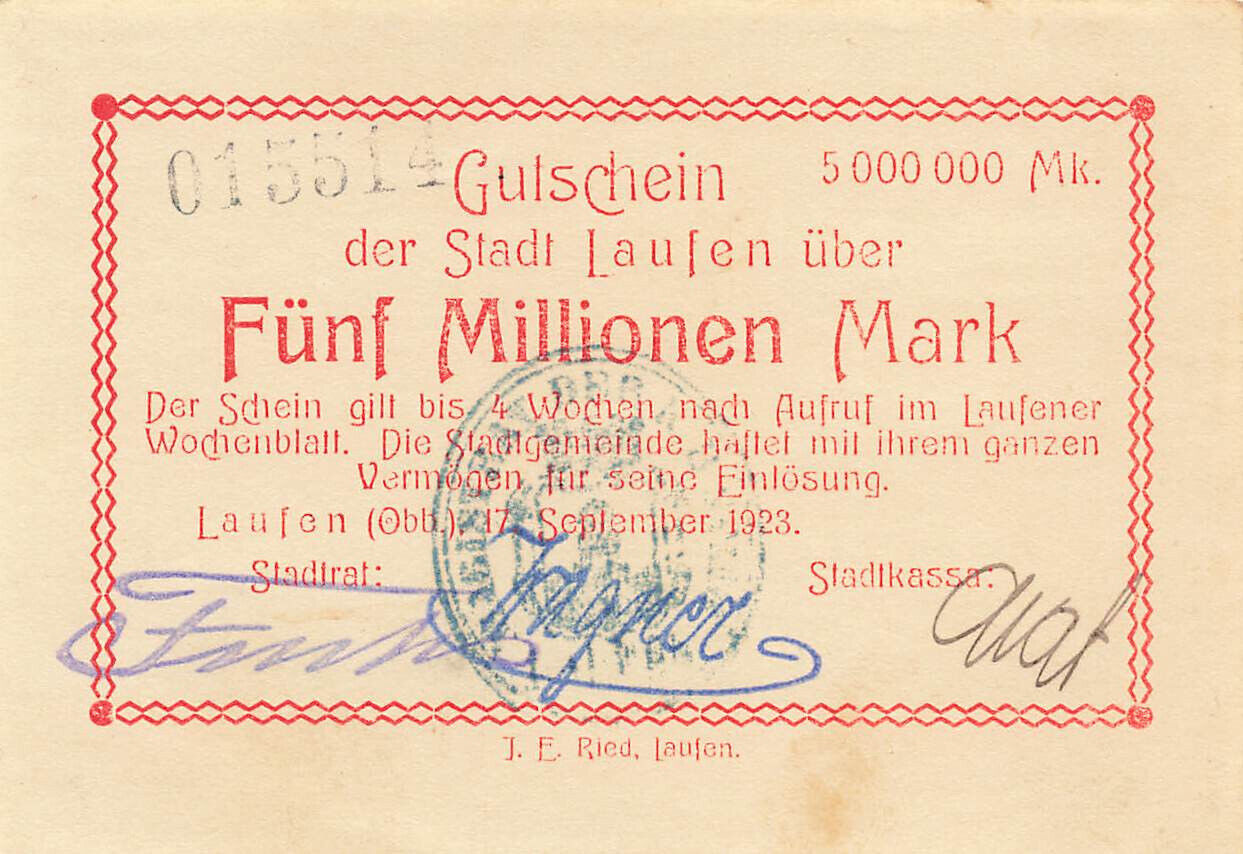 015514
Gutschein 5 000 000 Mk.
der Stadt Laufen über
Fünf Millionen Mark
Der Schein gilt bis 4 Wochen nach Aufruf im Laufener
Wochenblatt. Die Stadtgemeinde haftet mit ihrem ganzen
Vermögen für seine Einlösung.
Laufen (Obb.), 17. September 1923.
Stadtrat: Stadtkassa:
J. E. Ried, Laufen.